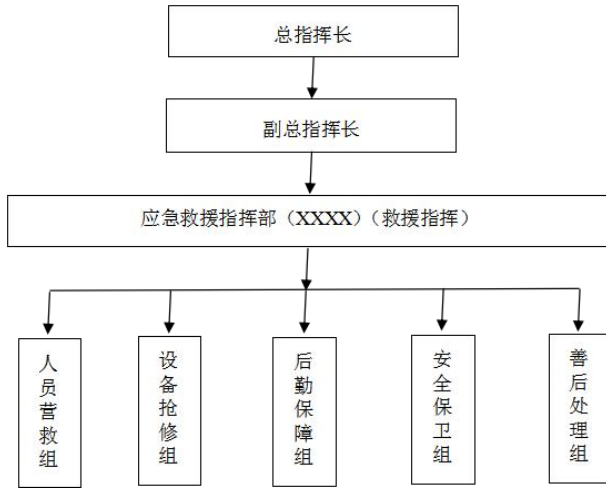 总指挥长
副总指挥长
应急救援指挥部（XXXX）（救援指挥）
人员营救组
设备抢修组
后勤保障组
安全保卫组
善后处理组